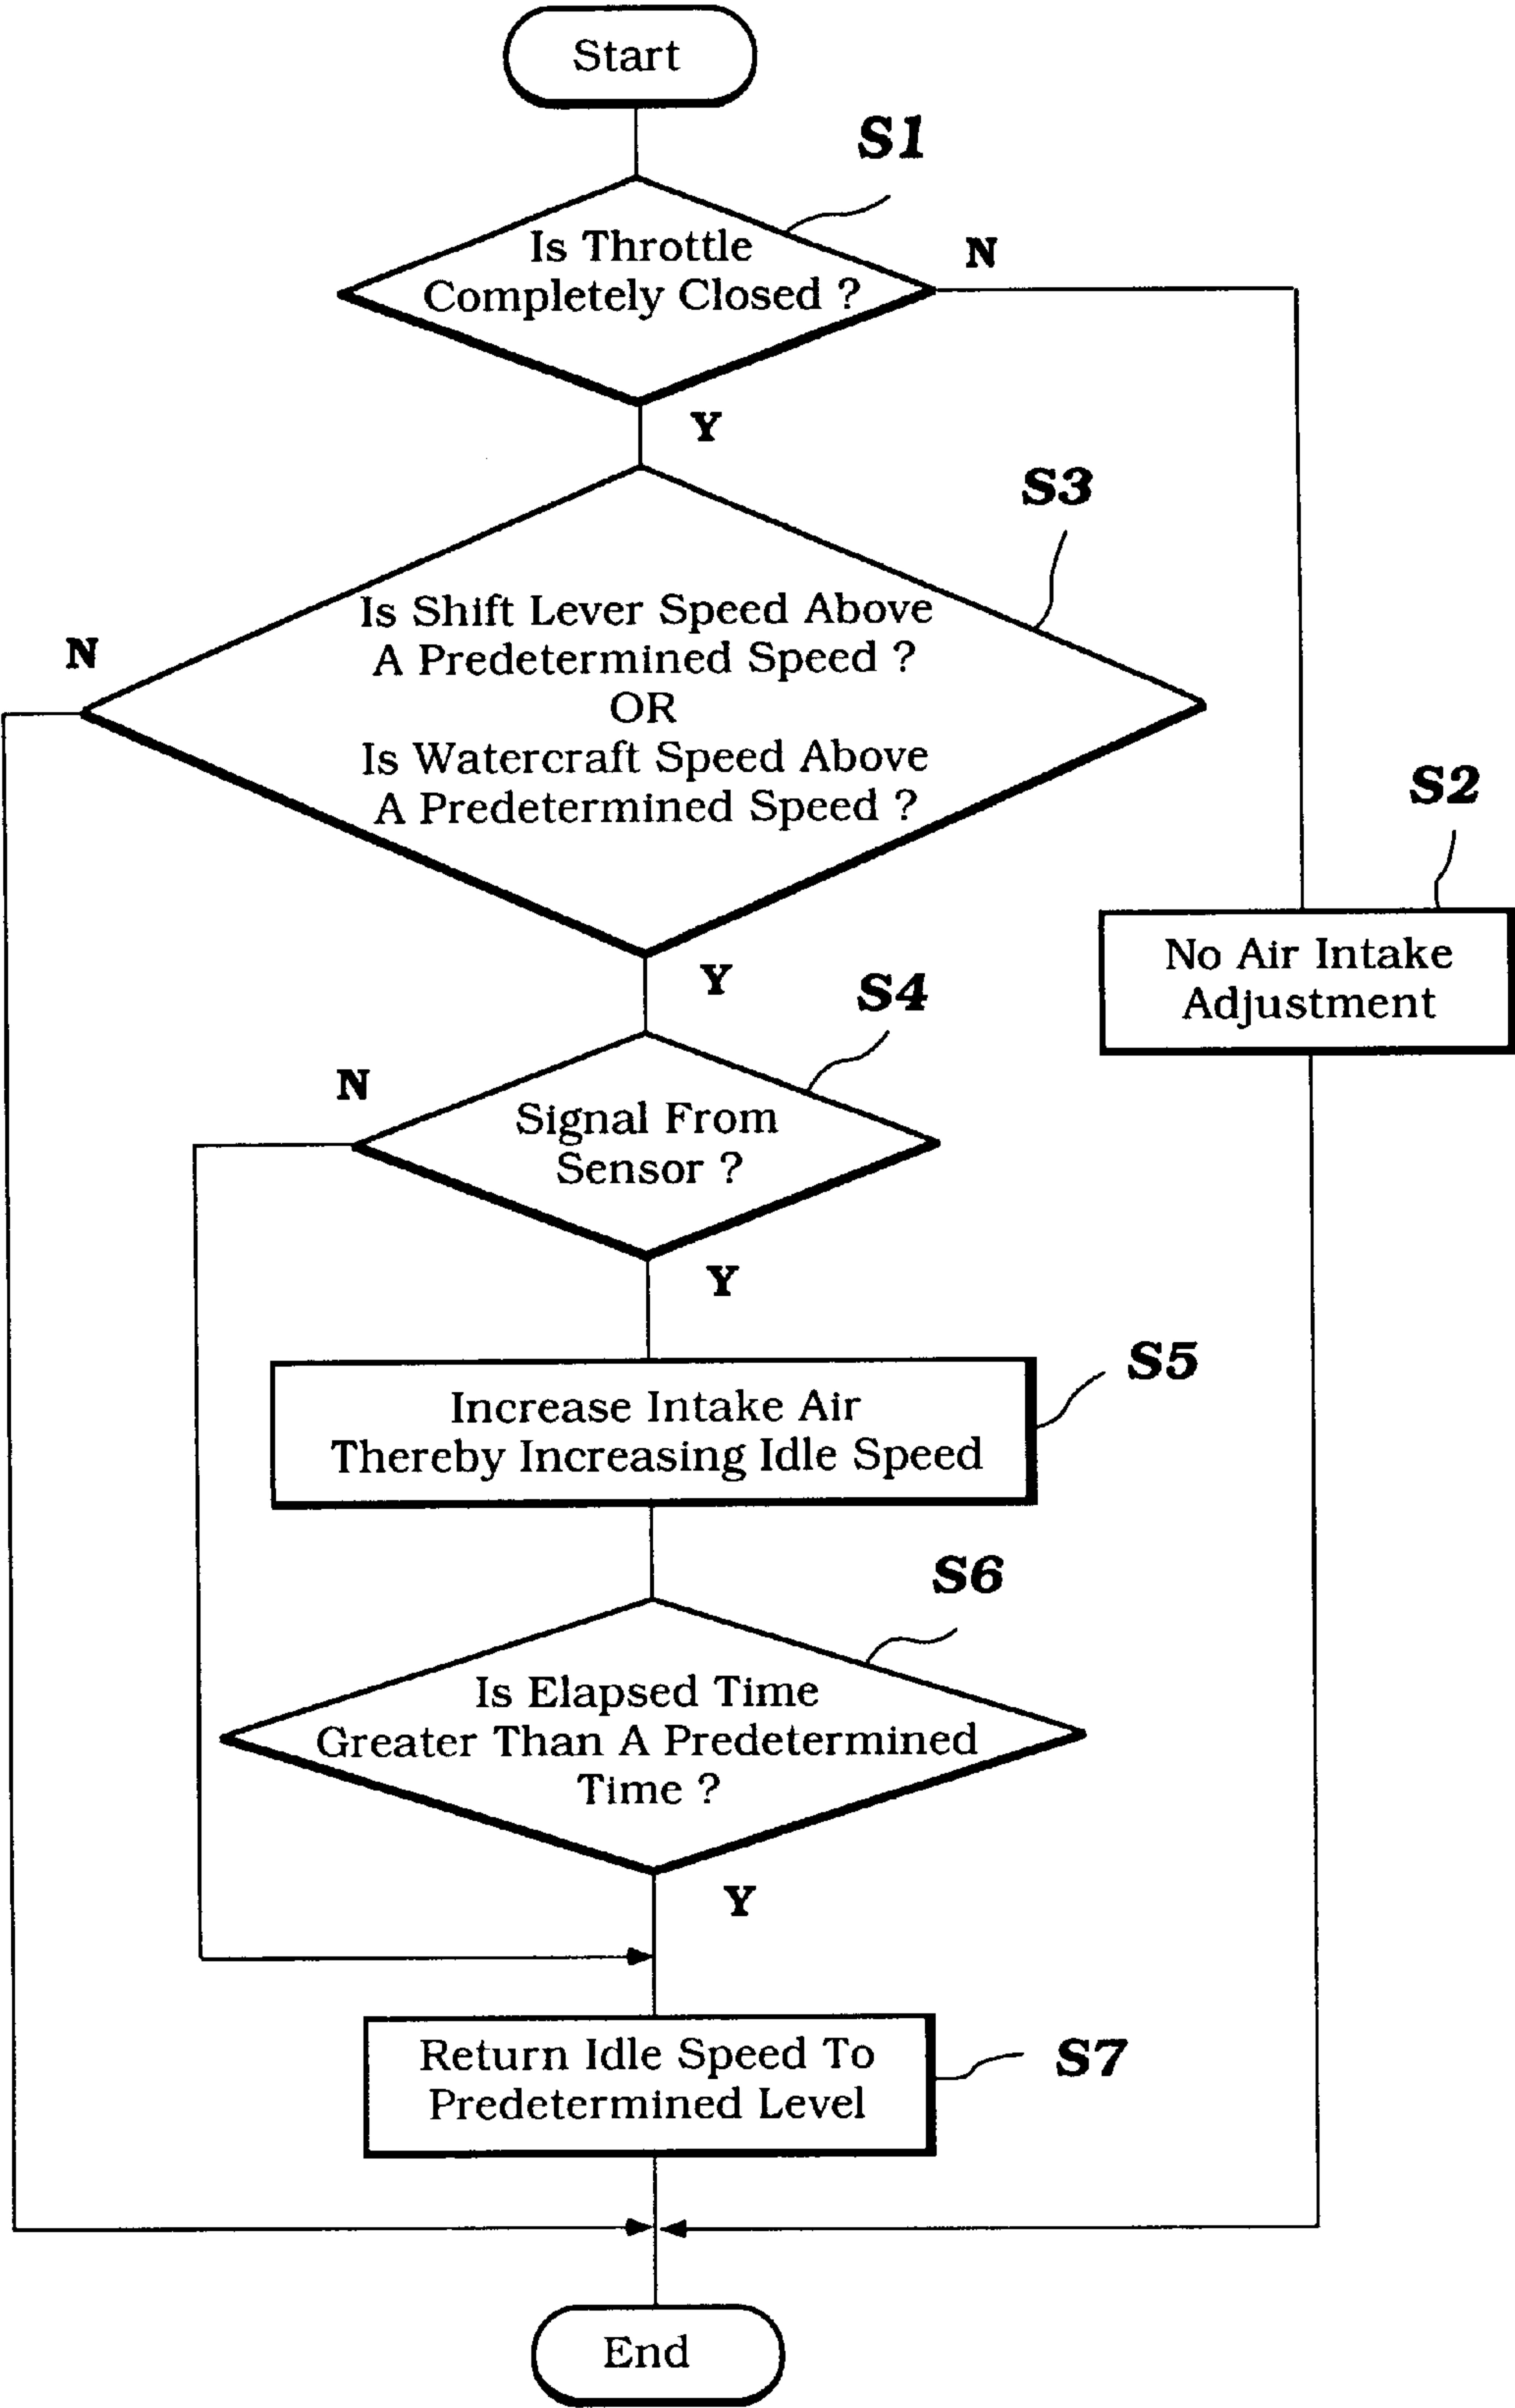 Start
S1
Is Throttle
Completely Closed ?
N
Y
S3
Is Shift Lever Speed Above
A Predetermined Speed ?
OR
Is Watercraft Speed Above
A Predetermined Speed ?
N
S2
No Air Intake
Adjustment
Y
S4
N
Signal From
Sensor ?
Y
S5
Increase Intake Air
Thereby Increasing Idle Speed
S6
Is Elapsed Time
Greater Than A Predetermined
Time ?
Y
Return Idle Speed To
Predetermined Level
S7
End